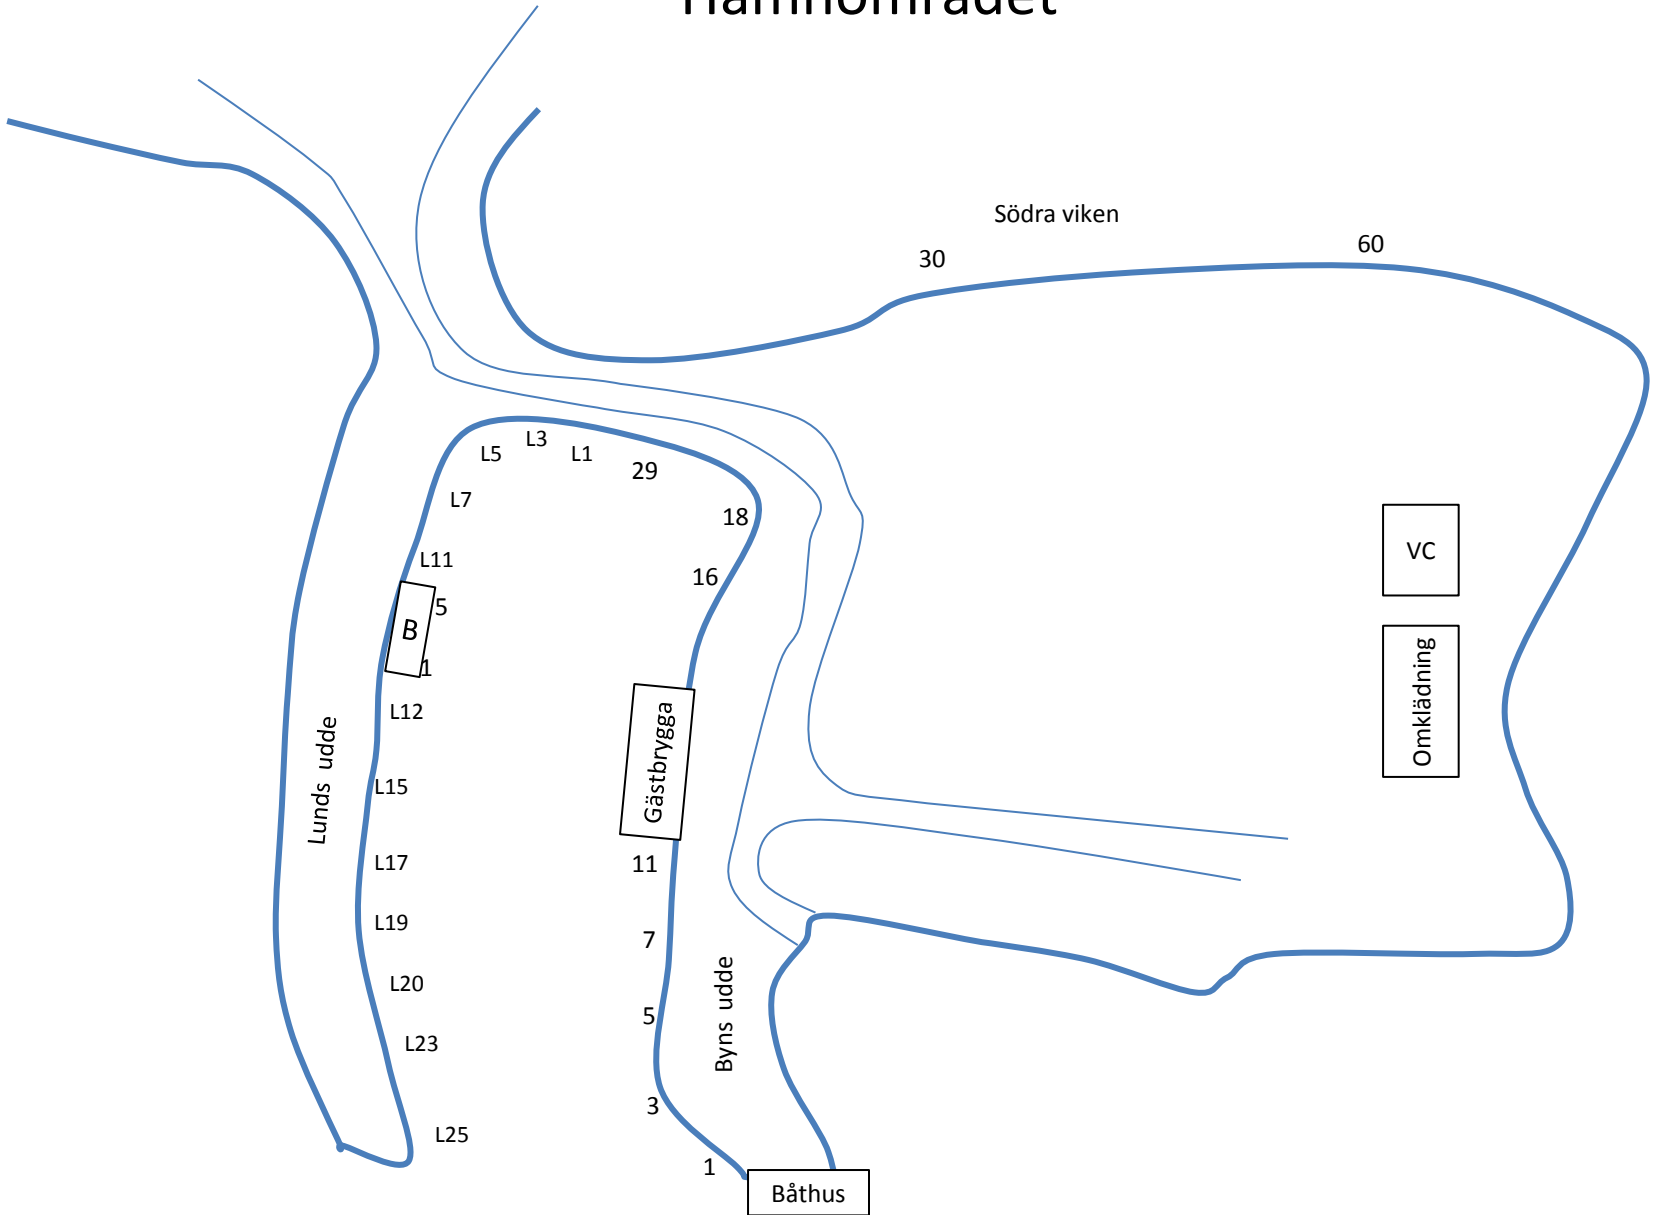 Hamnområdet
Södra viken
30
60
L5
L3
L1
29
L7
18
L11
16
5
B
1
L12
L15
L17
L19
L20
L23
L25
Lunds udde
Gästbrygga
11
7
5
3
1
Byns udde
Båthus
VC
Omklädning